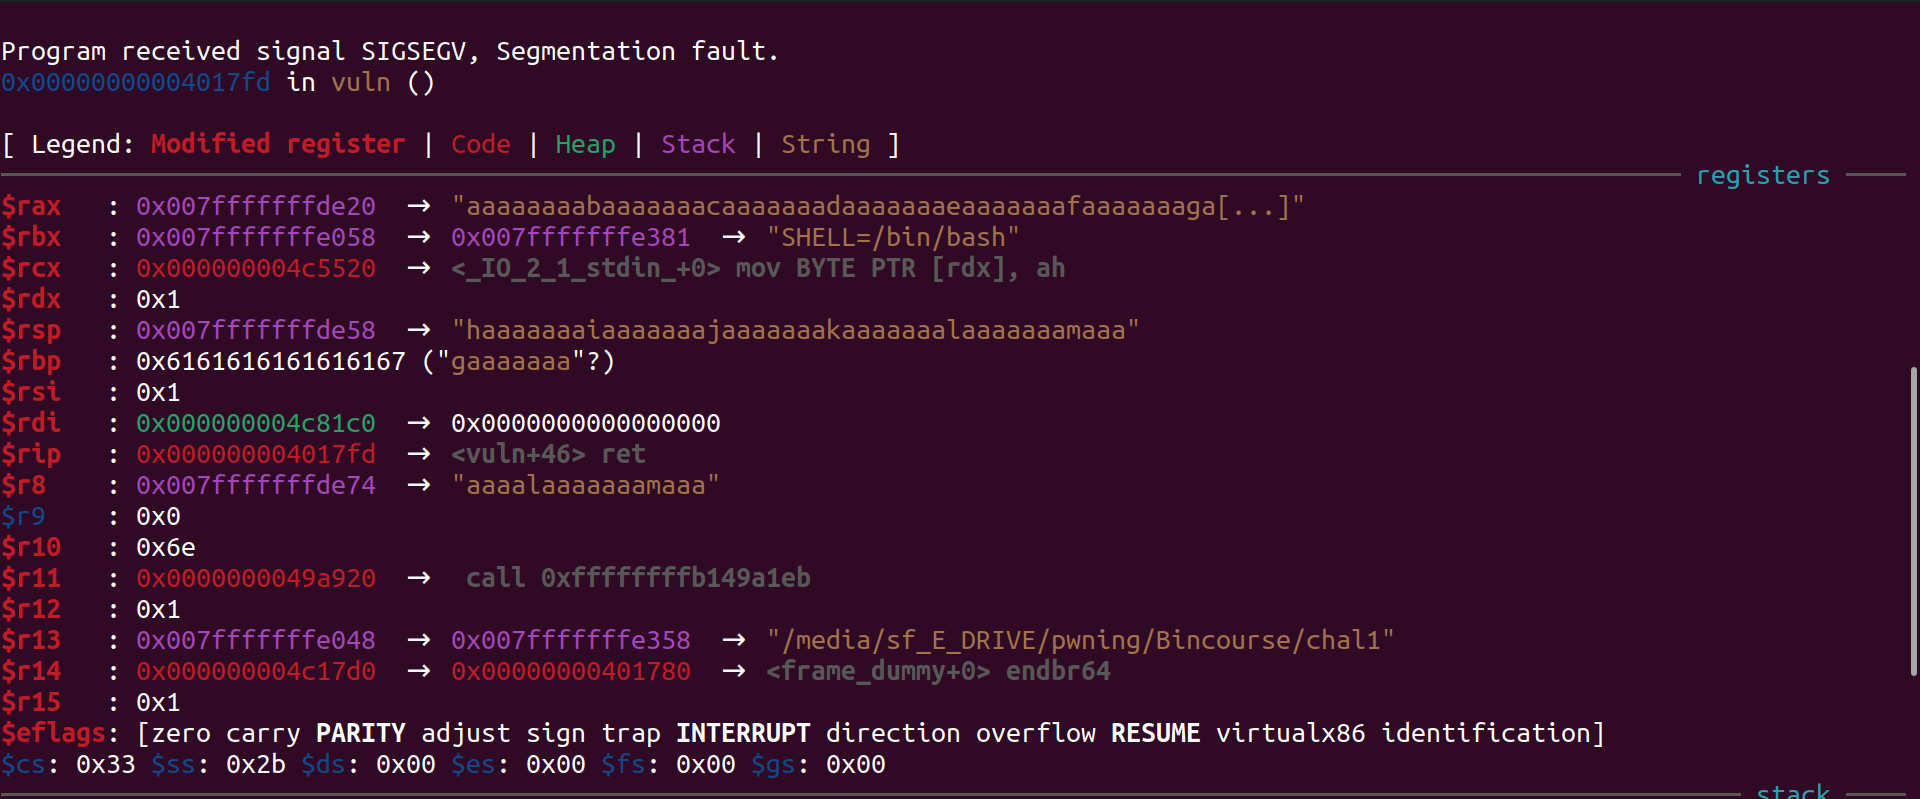 Program received signal SIGSEGV, Segmentation fault.
0x00000000004017fd in vuln ()
[ Legend: Modified register | Code | Heap | Stack | String ]
registers
$rax   : 0x007fffffffde20  →  "aaaaaaaabaaaaaaacaaaaaaadaaaaaaaeaaaaaaafaaaaaaaga[...]"
$rbx   : 0x007fffffffe058  →  0x007fffffffe381  →  "SHELL=/bin/bash"
$rcx   : 0x000000004c5520  →  <_IO_2_1_stdin_+0> mov BYTE PTR [rdx], ah
$rdx   : 0x1
$rsp   : 0x007fffffffde58  →  "haaaaaaaiaaaaaaajaaaaaaakaaaaaaalaaaaaaamaaa"
$rbp   : 0x6161616161616167 ("gaaaaaaa"?)
$rsi   : 0x1
$rdi   : 0x000000004c81c0  →  0x0000000000000000
$rip   : 0x000000004017fd  →  <vuln+46> ret
$r8    : 0x007fffffffde74  →  "aaaalaaaaaaamaaa"
$r9    : 0x0
$r10   : 0x6e
$r11   : 0x0000000049a920  →   call 0xffffffffb149a1eb
$r12   : 0x1
$r13   : 0x007fffffffe048  →  0x007fffffffe358  →  "/media/sf_E_DRIVE/pwning/Bincourse/chal1"
$r14   : 0x000000004c17d0  →  0x00000000401780  →  <frame_dummy+0> endbr64
$r15   : 0x1
$eflags: [zero carry PARITY adjust sign trap INTERRUPT direction overflow RESUME virtualx86 identification]
$cs: 0x33 $ss: 0x2b $ds: 0x00 $es: 0x00 $fs: 0x00 $gs: 0x00
stack